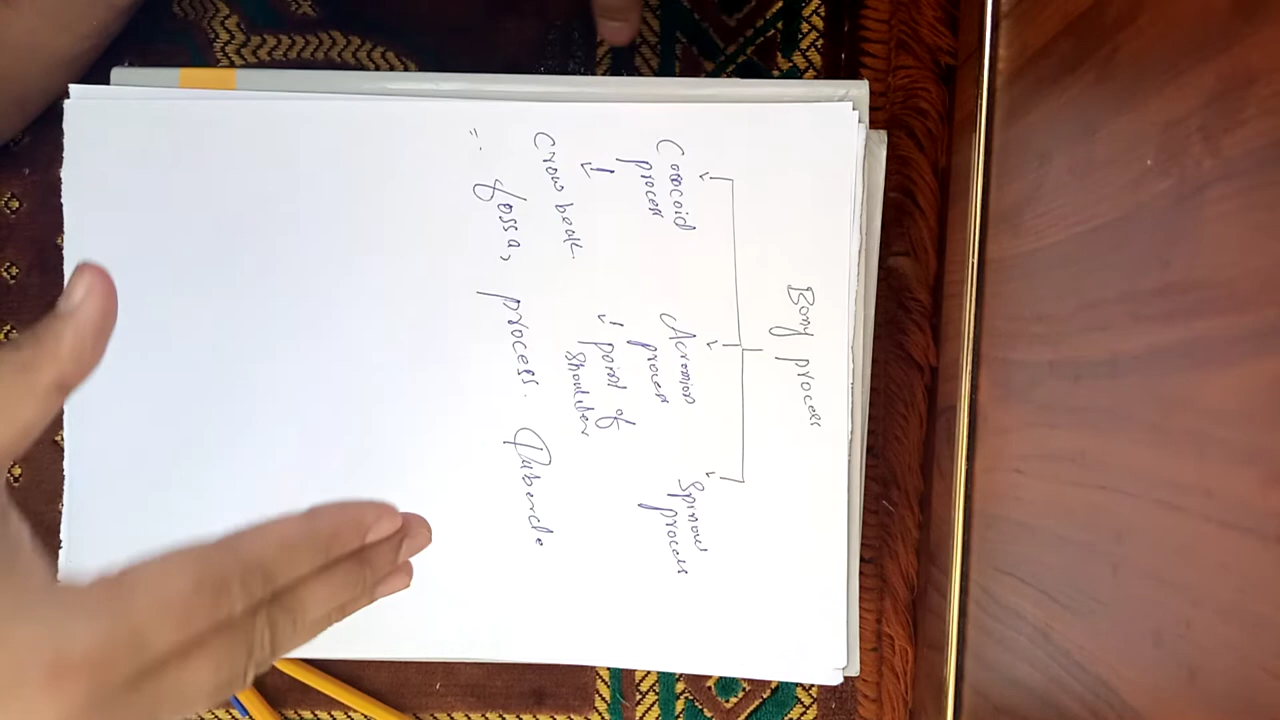 Bony process
Coracoid process
Acromion process
Spinous process
↓ Crow beak.
↓ point of shoulder
= fossa, process. Tubercle